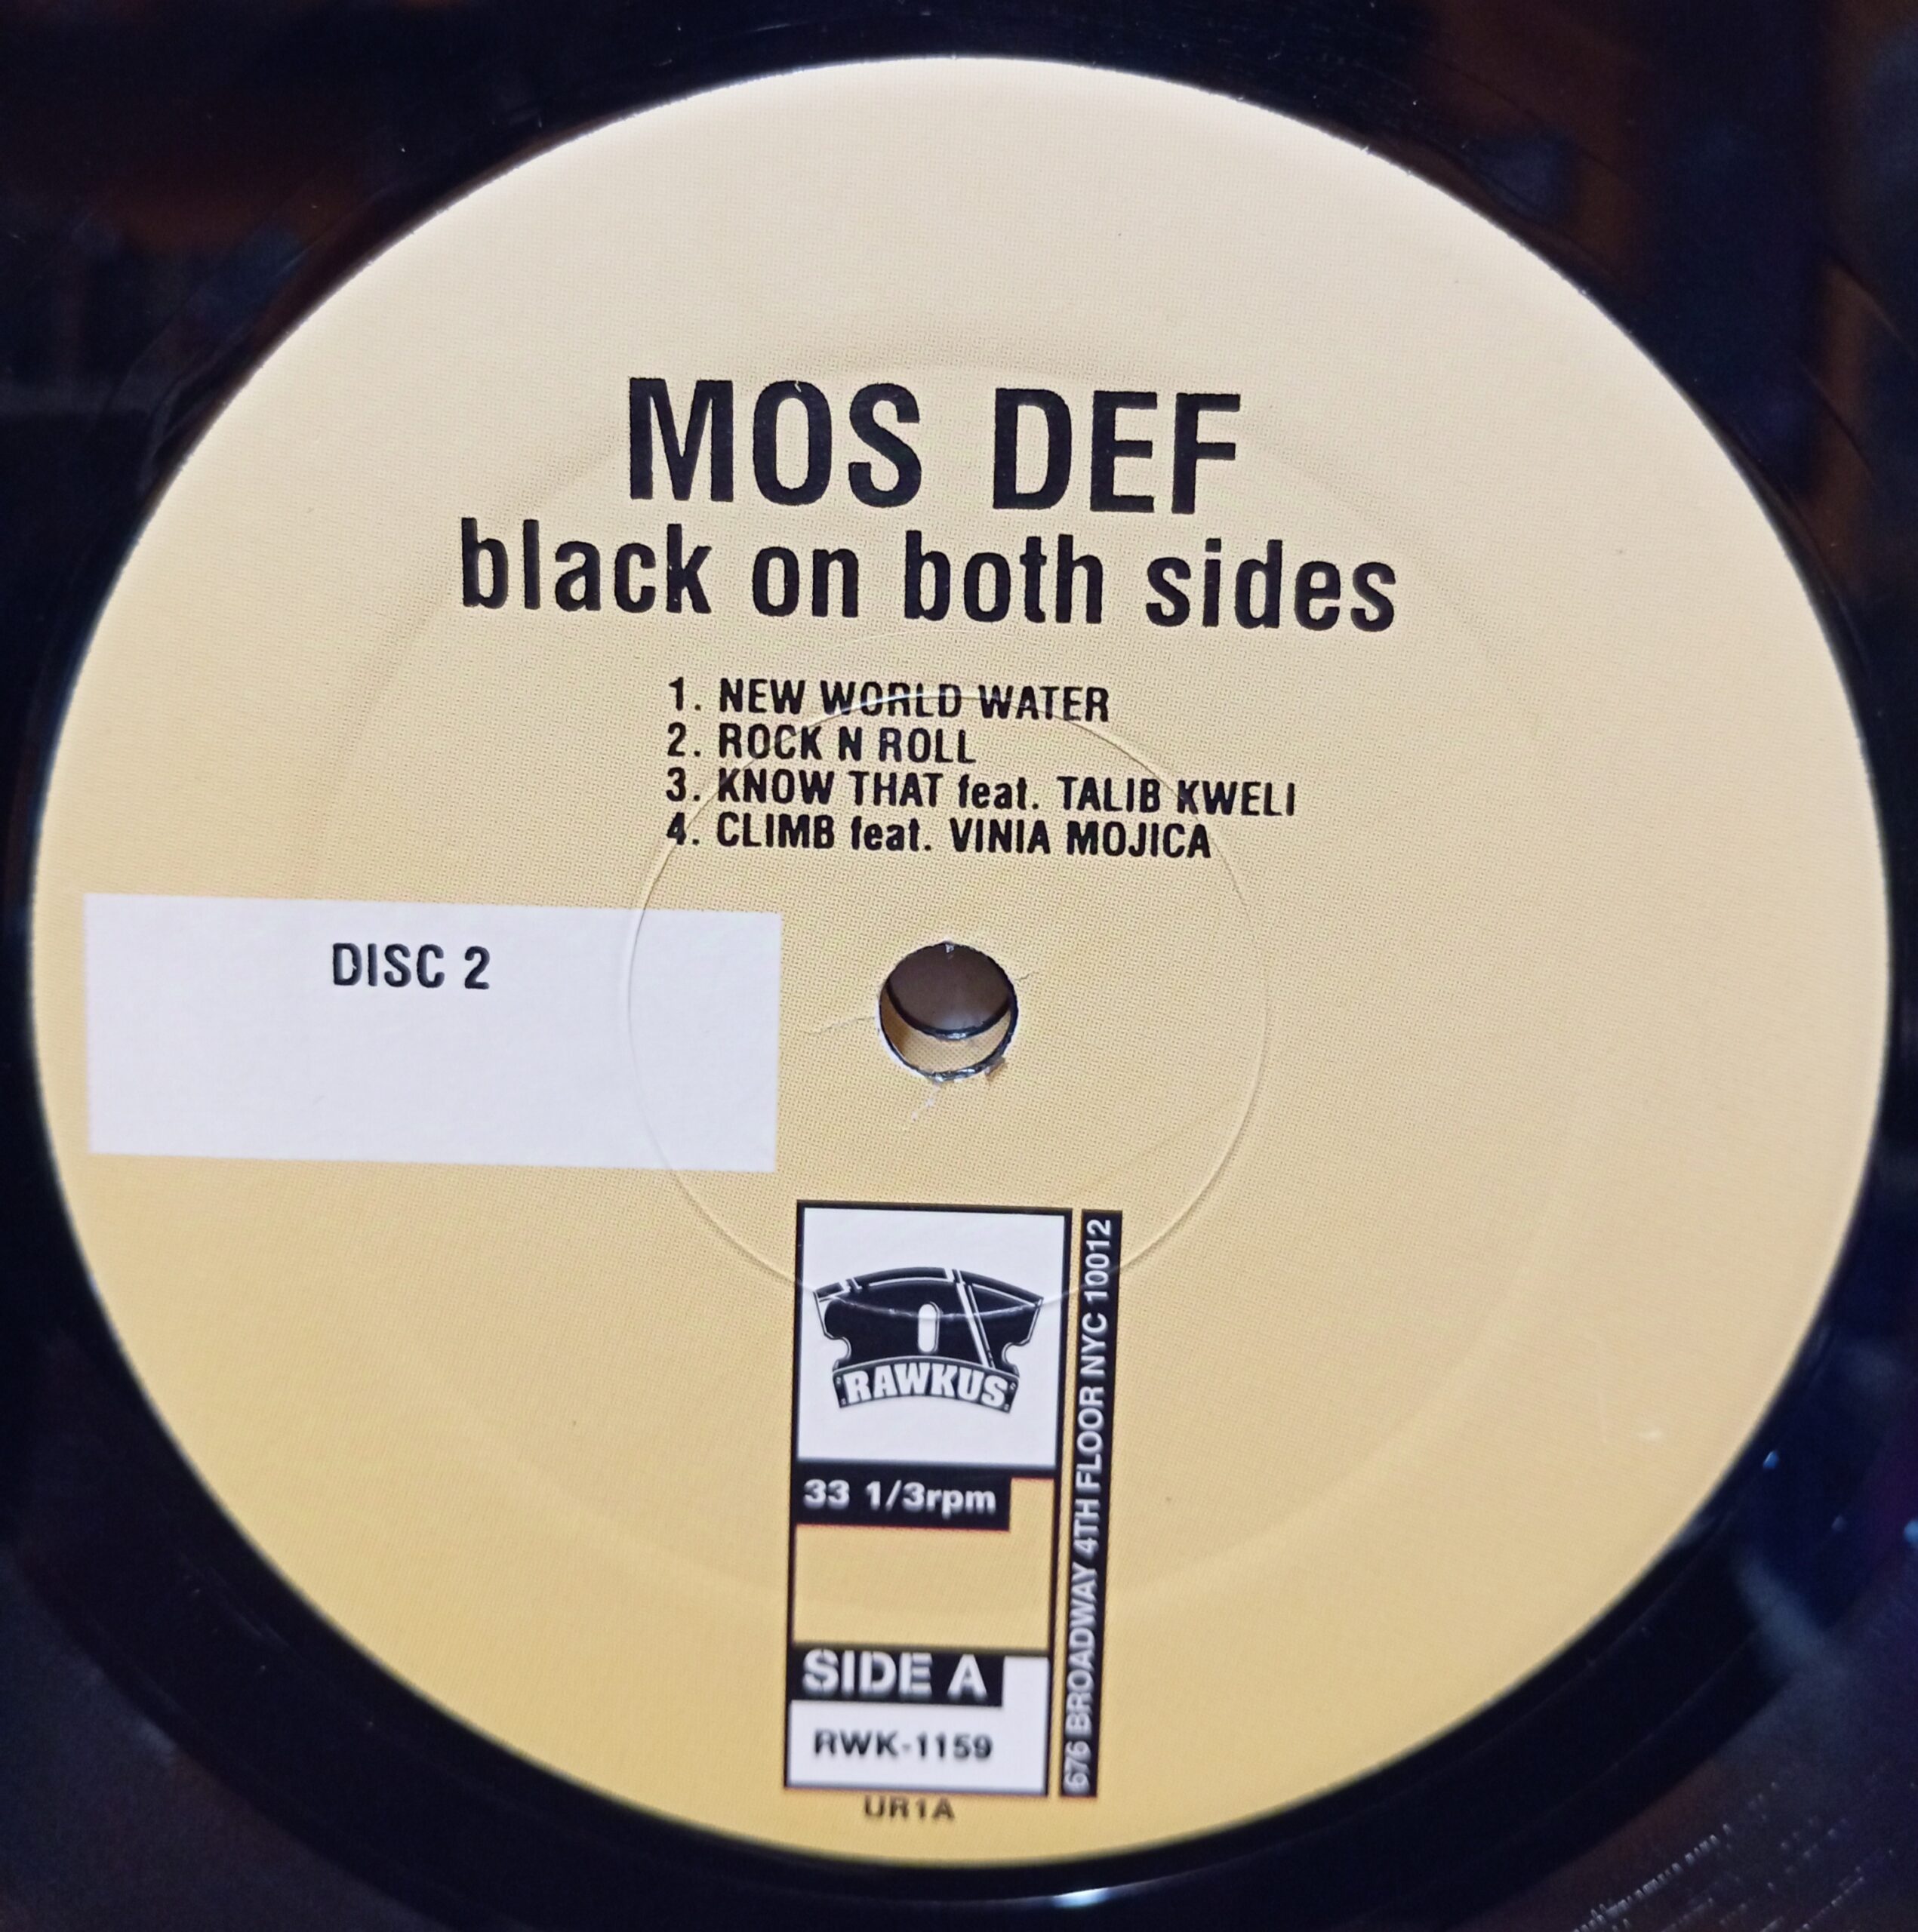 MOS DEF
black on both sides
1. NEW WORLD WATER
2. ROCK N ROLL
3. KNOW THAT feat. TALIB KWELI
4. CLIMB feat. VINIA MOJICA
DISC 2
RAWKUS
33 1/3rpm
SIDE A
RWK-1159
UR1A
676 BROADWAY 4TH FLOOR NYC 10012